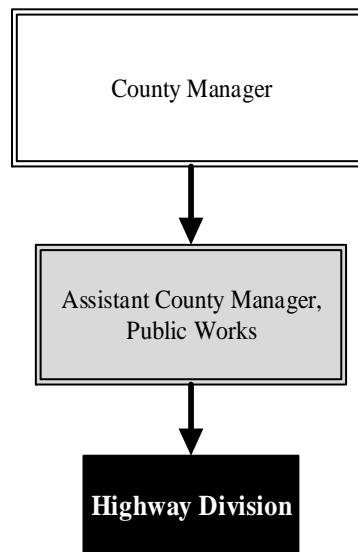 County Manager
Assistant County Manager,
Public Works
Highway Division